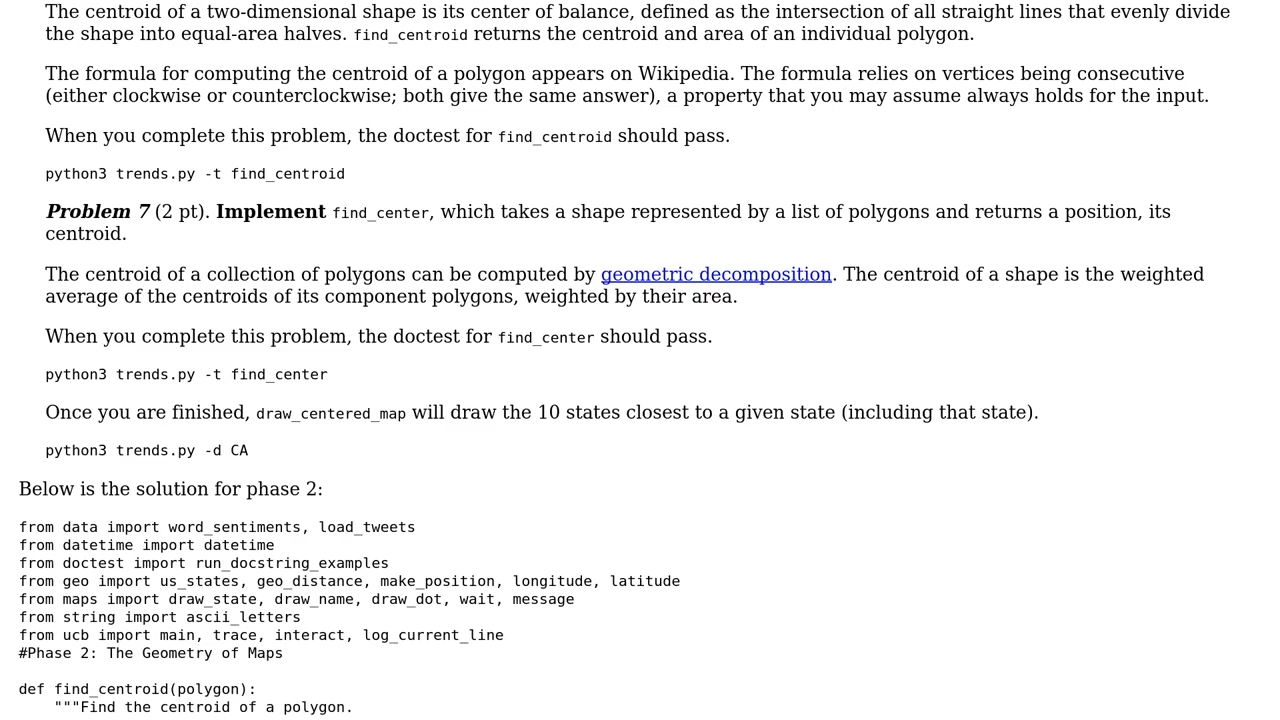 The centroid of a two-dimensional shape is its center of balance, defined as the intersection of all straight lines that evenly divide
the shape into equal-area halves. find_centroid returns the centroid and area of an individual polygon.
The formula for computing the centroid of a polygon appears on Wikipedia. The formula relies on vertices being consecutive
(either clockwise or counterclockwise; both give the same answer), a property that you may assume always holds for the input.
When you complete this problem, the doctest for find_centroid should pass.
python3 trends.py -t find_centroid
Problem 7 (2 pt). Implement find_center, which takes a shape represented by a list of polygons and returns a position, its
centroid.
The centroid of a collection of polygons can be computed by geometric decomposition. The centroid of a shape is the weighted
average of the centroids of its component polygons, weighted by their area.
When you complete this problem, the doctest for find_center should pass.
python3 trends.py -t find_center
Once you are finished, draw_centered_map will draw the 10 states closest to a given state (including that state).
python3 trends.py -d CA
Below is the solution for phase 2:
from data import word_sentiments, load_tweets
from datetime import datetime
from doctest import run_docstring_examples
from geo import us_states, geo_distance, make_position, longitude, latitude
from maps import draw_state, draw_name, draw_dot, wait, message
from string import ascii_letters
from ucb import main, trace, interact, log_current_line
#Phase 2: The Geometry of Maps
def find_centroid(polygon):
    """Find the centroid of a polygon.